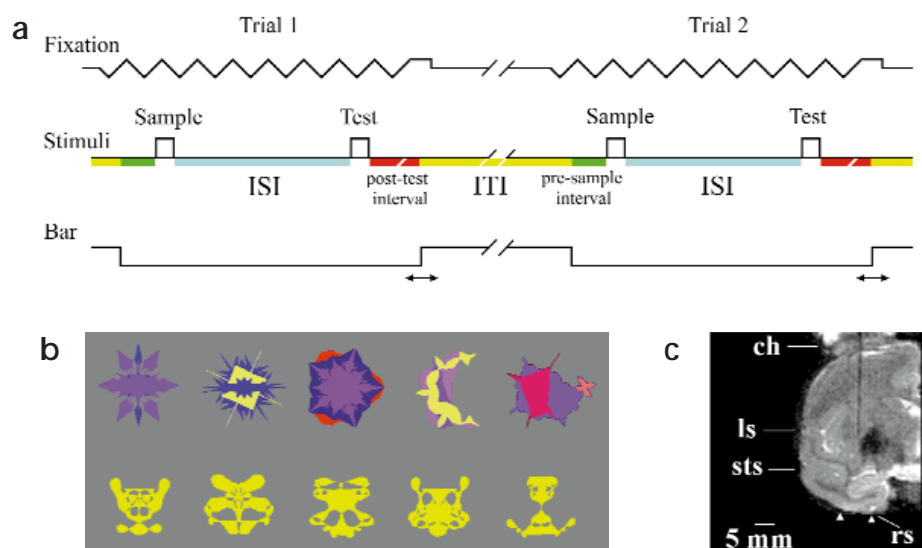 a
Trial 1 Trial 2
Fixation
Sample Test Sample Test
Stimuli
ISI post-test interval ITI pre-sample interval ISI
Bar
b
c
ch
ls
sts
5 mm rs